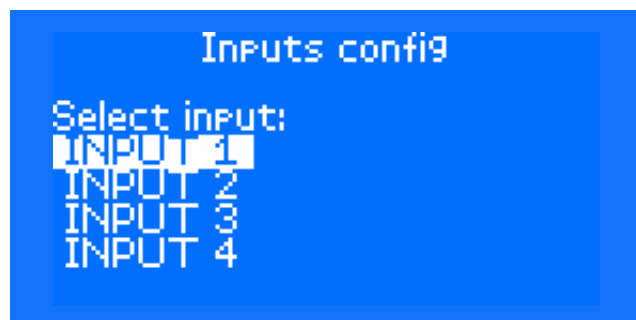 Inputs config
Select input:
INPUT 1
INPUT 2
INPUT 3
INPUT 4